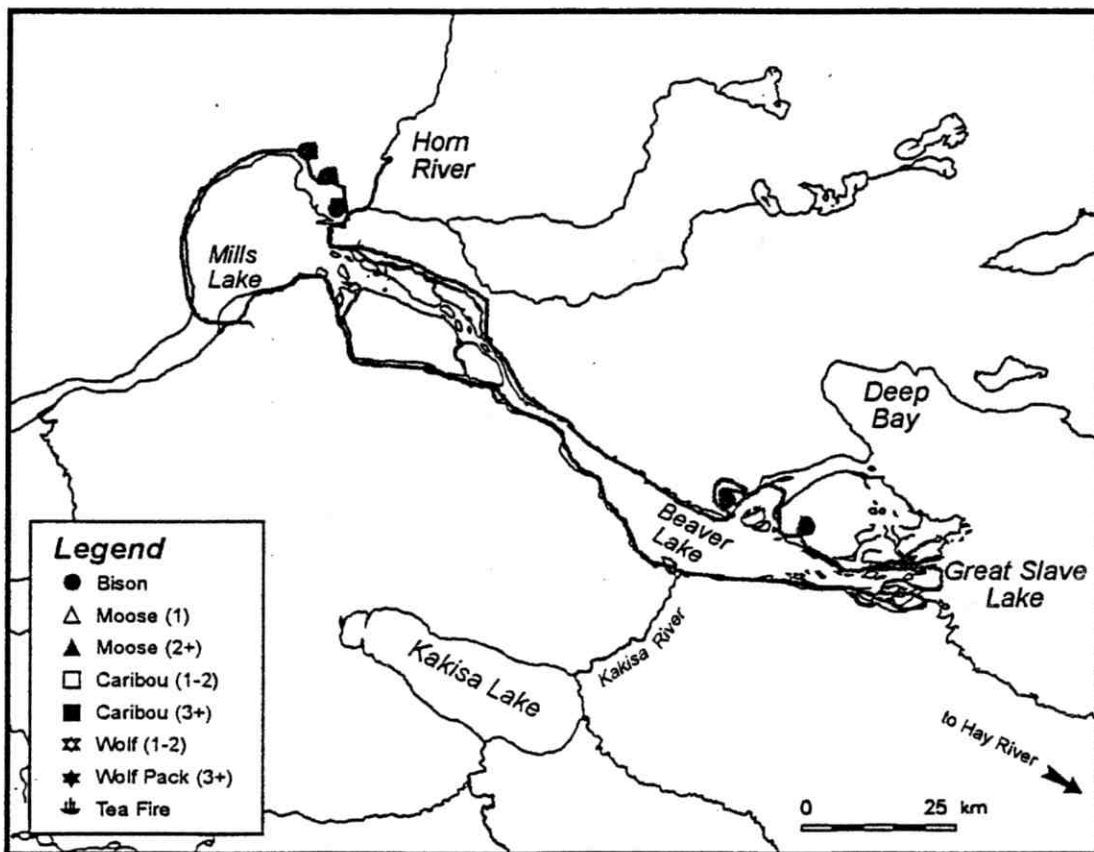 Horn
River
Mills
Lake
Deep
Bay
Beaver
Lake
Great Slave
Lake
Kakisa River
Kakisa Lake
to Hay River
Legend
Bison
Moose (1)
Moose (2+)
Caribou (1-2)
Caribou (3+)
Wolf (1-2)
Wolf Pack (3+)
Tea Fire
0 25 km